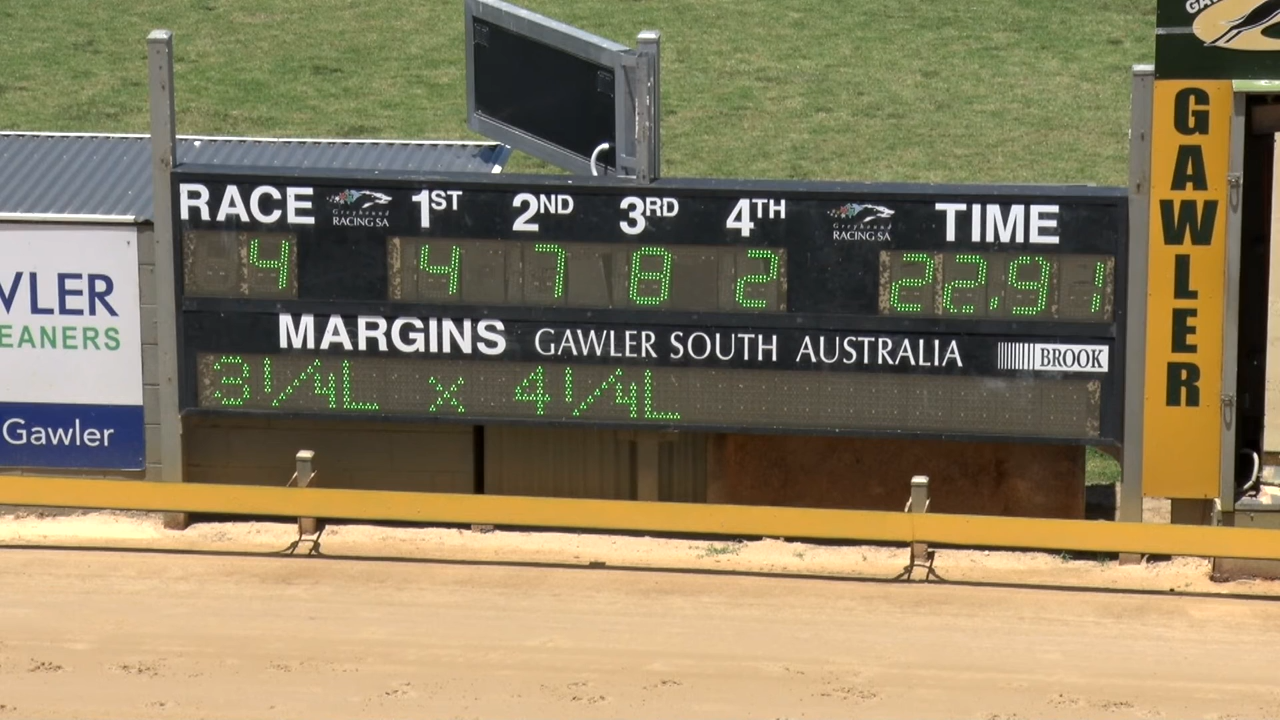 RACE Greyhound RACING SA 1ST 2ND 3RD 4TH Greyhound RACING SA TIME
4 4 7 8 2 22.91
MARGINS GAWLER SOUTH AUSTRALIA BROOK
3 1/4L x 4 1/4L
WLER
EANERS
Gawler
GAWLER